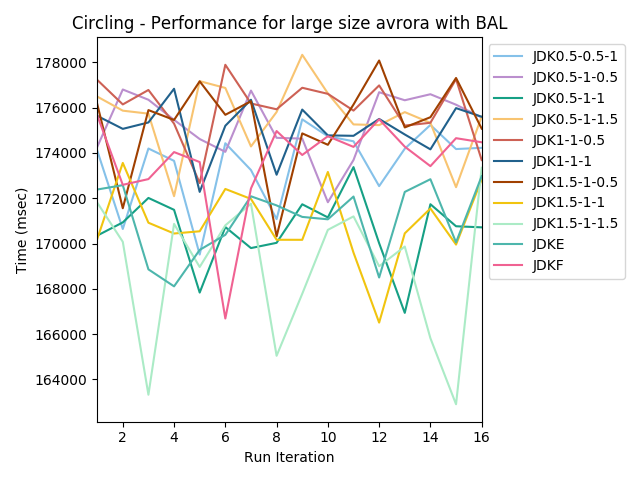 Circling - Performance for large size avrora with BAL
Time (msec)
178000
176000
174000
172000
170000
168000
166000
164000
2 4 6 8 10 12 14 16
Run Iteration
JDK0.5-0.5-1
JDK0.5-1-0.5
JDK0.5-1-1
JDK0.5-1-1.5
JDK1-1-0.5
JDK1-1-1
JDK1.5-1-0.5
JDK1.5-1-1
JDK1.5-1-1.5
JDKE
JDKF